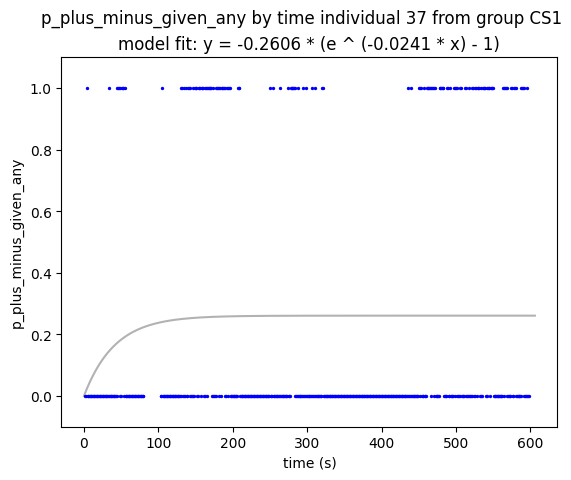 p_plus_minus_given_any by time individual 37 from group CS1
model fit: y = -0.2606 * (e ^ (-0.0241 * x) - 1)
1.0
0.8
0.6
0.4
0.2
0.0
p_plus_minus_given_any
0 100 200 300 400 500 600
time (s)